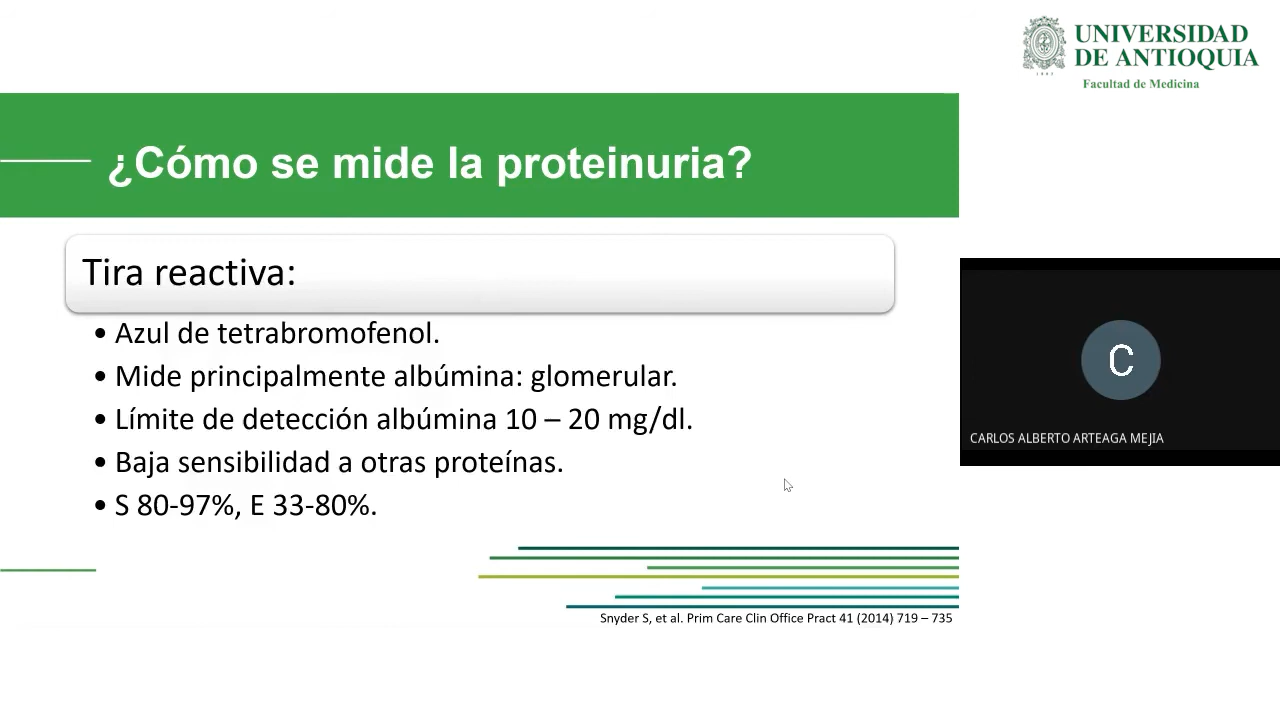 UNIVERSIDAD
DE ANTIOQUIA
1803
Facultad de Medicina
¿Cómo se mide la proteinuria?
Tira reactiva:
• Azul de tetrabromofenol.
• Mide principalmente albúmina: glomerular.
• Límite de detección albúmina 10 – 20 mg/dl.
• Baja sensibilidad a otras proteínas.
• S 80-97%, E 33-80%.
Snyder S, et al. Prim Care Clin Office Pract 41 (2014) 719 – 735
C
CARLOS ALBERTO ARTEAGA MEJIA